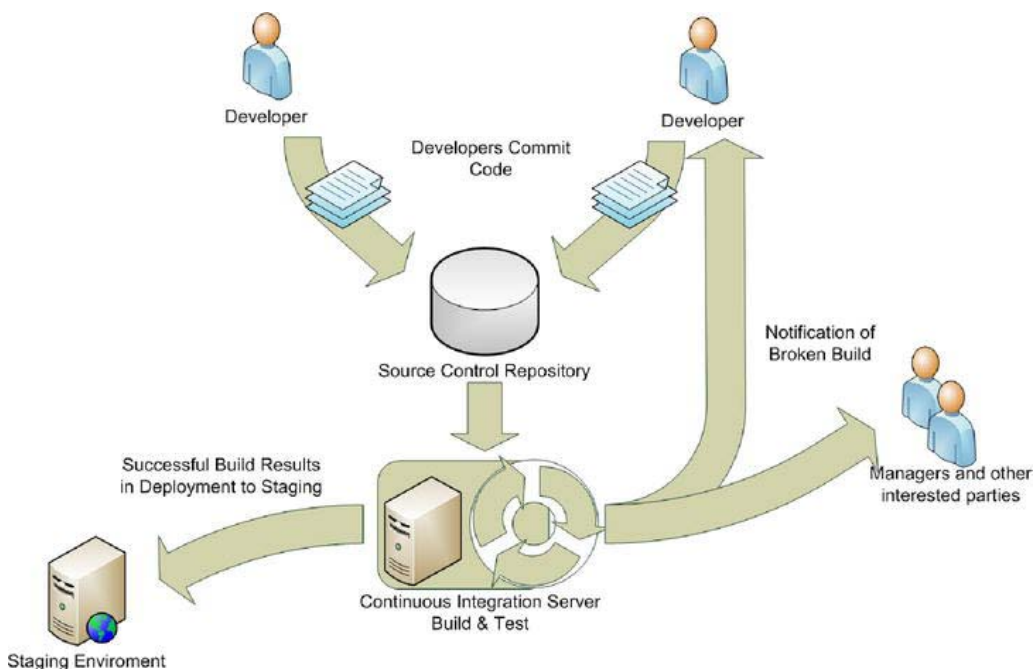 Developer
Developer
Developers Commit
Code
Source Control Repository
Notification of
Broken Build
Managers and other
interested parties
Successful Build Results
in Deployment to Staging
Continuous Integration Server
Build & Test
Staging Enviroment